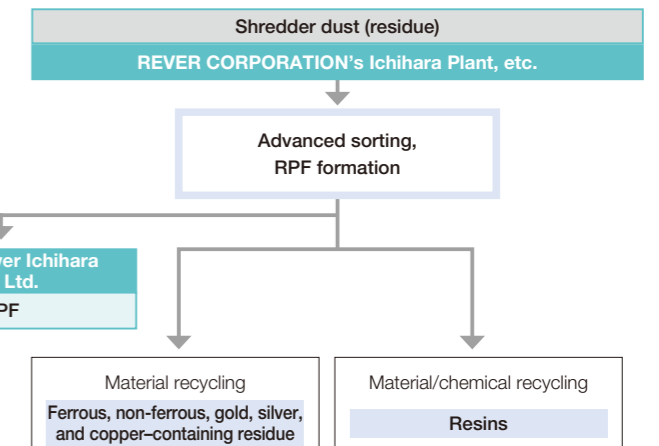 Shredder dust (residue)
REVER CORPORATION's Ichihara Plant, etc.
Advanced sorting,
RPF formation
Ichihara
Ltd.
Material recycling
Ferrous, non-ferrous, gold, silver,
and copper–containing residue
Material/chemical recycling
Resins